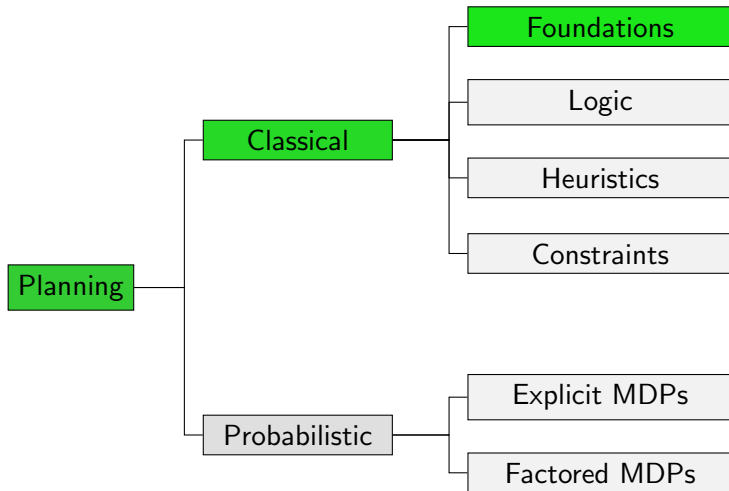 Foundations
Logic
Classical
Heuristics
Constraints
Planning
Explicit MDPs
Probabilistic
Factored MDPs